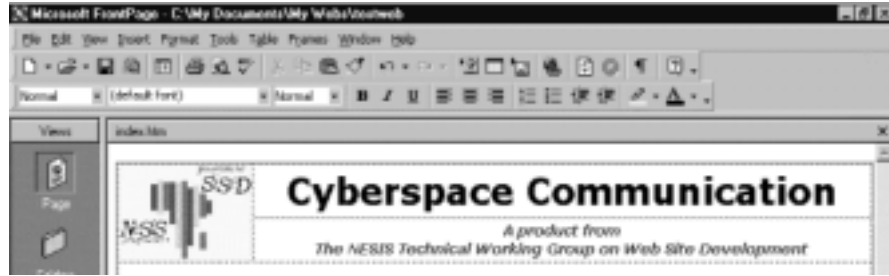 Microsoft FrontPage - C:\My Documents\My Webs\testweb
File Edit View Insert Format Tools Table Frames Window Help
Normal (default font) Normal B I U A
Views index.htm
Page
SSD
NSIS
Cyberspace Communication
A product from
The NESIS Technical Working Group on Web Site Development
Folders